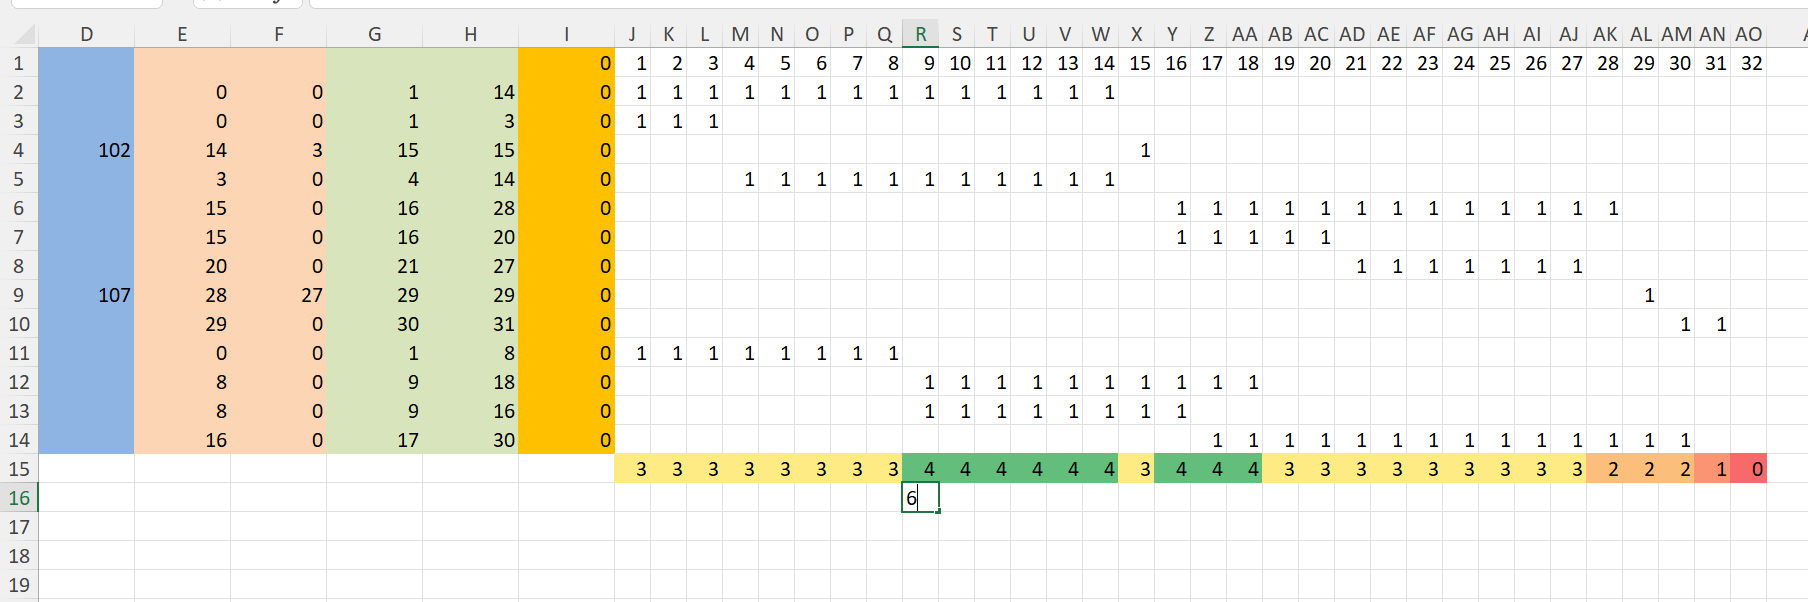 D E F G H I J K L M N O P Q R S T U V W X Y Z AA AB AC AD AE AF AG AH AI AJ AK AL AM AN AO
1 0 1 2 3 4 5 6 7 8 9 10 11 12 13 14 15 16 17 18 19 20 21 22 23 24 25 26 27 28 29 30 31 32
2 0 0 1 14 0 1 1 1 1 1 1 1 1 1 1 1 1 1 1
3 0 0 1 3 0 1 1 1
4 102 14 3 15 15 0 1
5 3 0 4 14 0 1 1 1 1 1 1 1 1 1 1 1
6 15 0 16 28 0 1 1 1 1 1 1 1 1 1 1 1 1 1
7 15 0 16 20 0 1 1 1 1 1
8 20 0 21 27 0 1 1 1 1 1 1 1
9 107 28 27 29 29 0 1
10 29 0 30 31 0 1 1
11 0 0 1 8 0 1 1 1 1 1 1 1 1
12 8 0 9 18 0 1 1 1 1 1 1 1 1 1 1
13 8 0 9 16 0 1 1 1 1 1 1 1 1
14 16 0 17 30 0 1 1 1 1 1 1 1 1 1 1 1 1 1 1
15 3 3 3 3 3 3 3 3 4 4 4 4 4 4 3 4 4 4 3 3 3 3 3 3 3 3 3 2 2 2 1 0
16 6
17
18
19